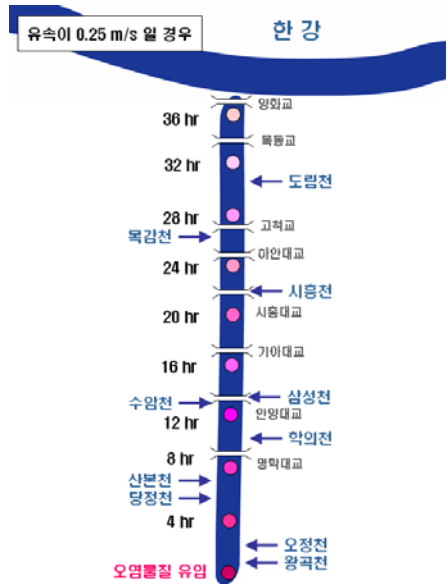 유속이 0.25 m/s 일 경우
한 강
양화교
36 hr
목동교
32 hr
도림천
28 hr
고척교
목감천
하안대교
24 hr
시흥천
20 hr
시흥대교
기아대교
16 hr
수암천
삼성천
안양대교
12 hr
학의천
8 hr
명학대교
산본천
당정천
4 hr
오정천
왕곡천
오염물질 유입